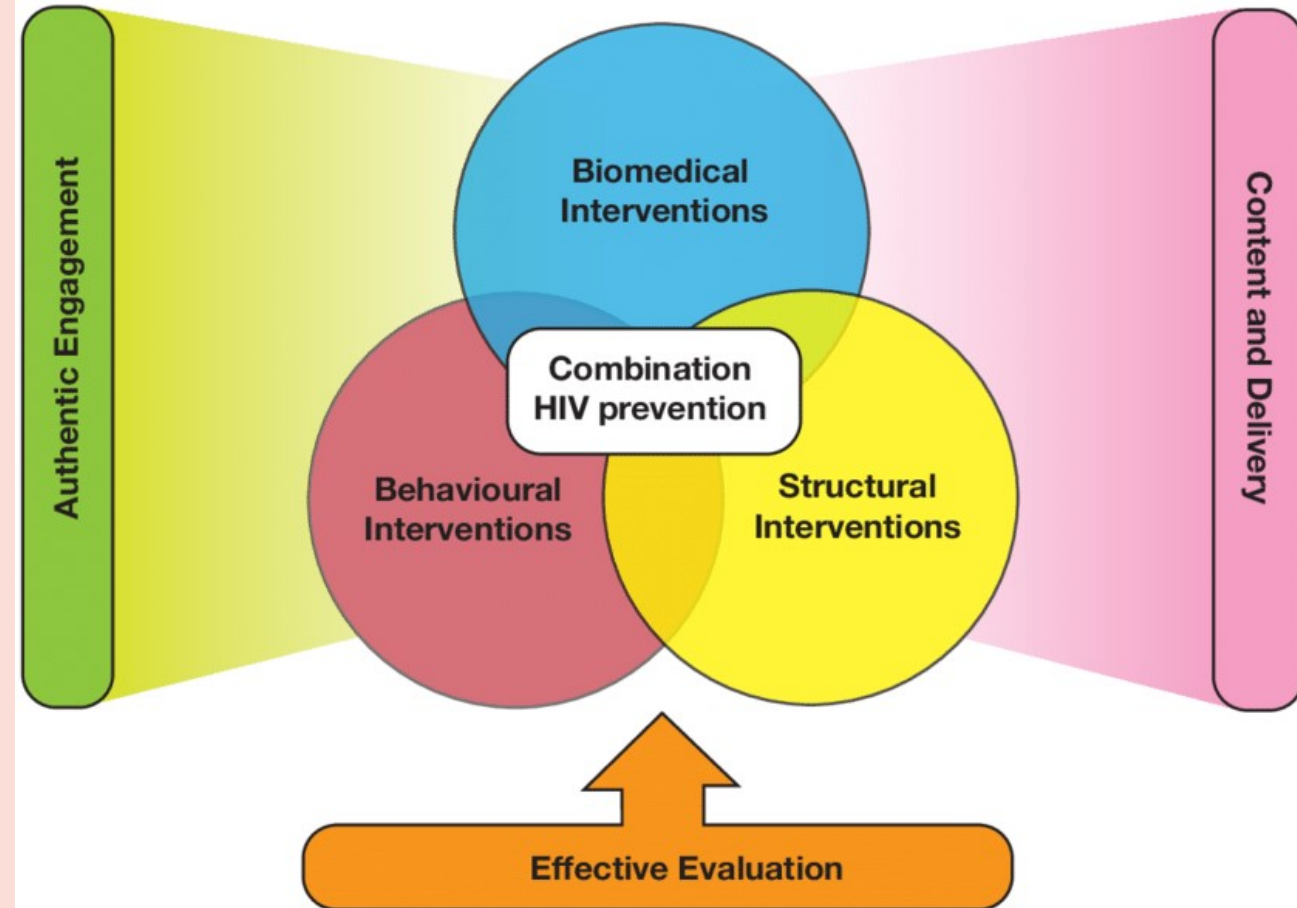 Authentic Engagement
Biomedical
Interventions
Content and Delivery
Combination
HIV prevention
Behavioural
Interventions
Structural
Interventions
Effective Evaluation